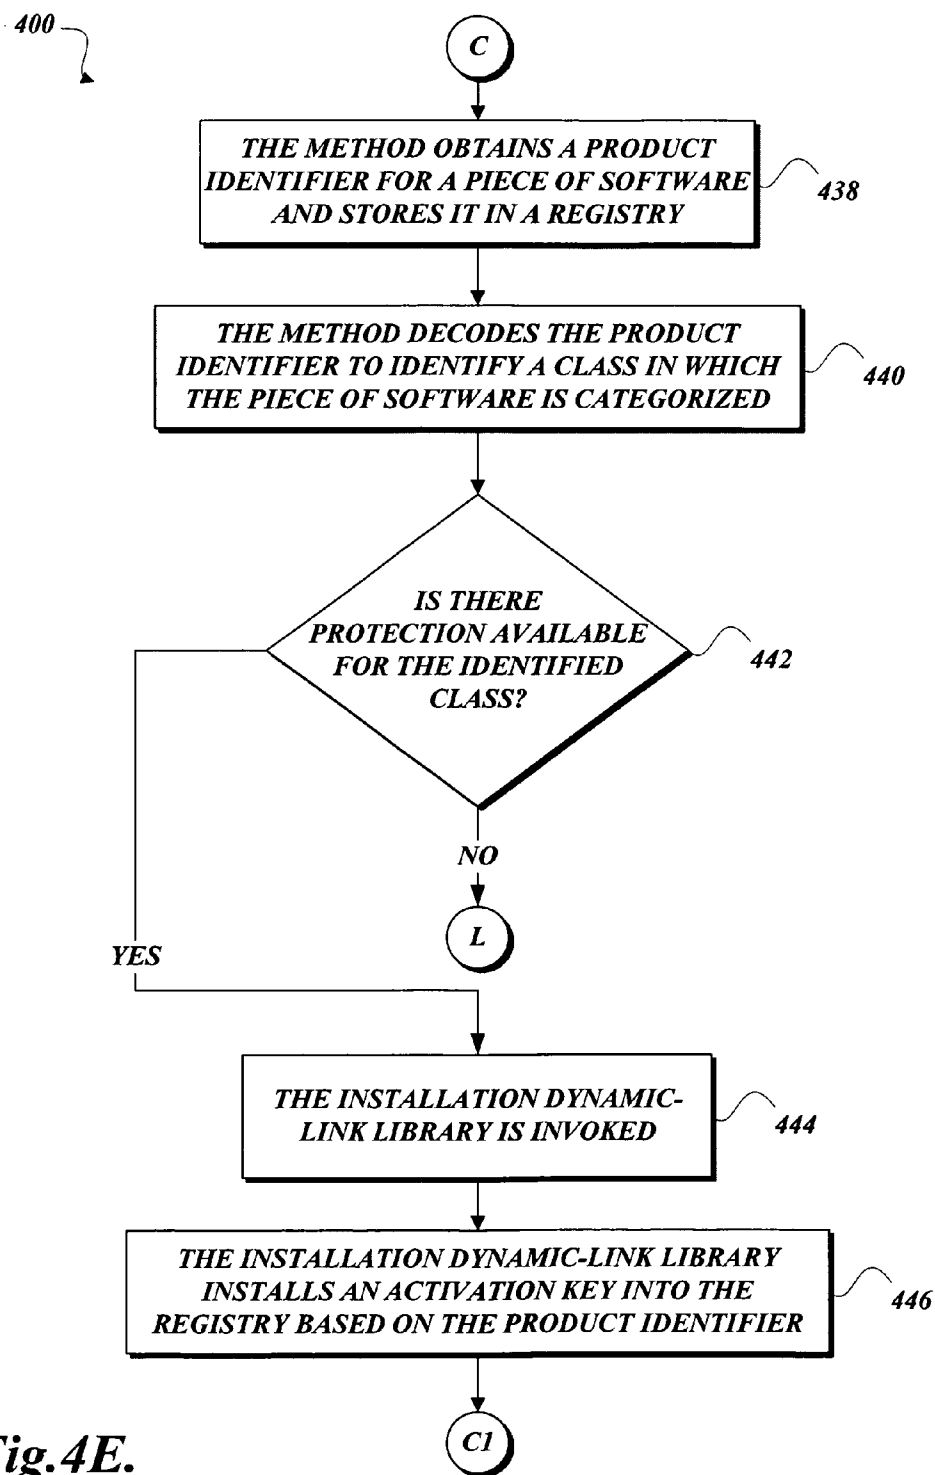 400
C
THE METHOD OBTAINS A PRODUCT
IDENTIFIER FOR A PIECE OF SOFTWARE
AND STORES IT IN A REGISTRY
438
THE METHOD DECODES THE PRODUCT
IDENTIFIER TO IDENTIFY A CLASS IN WHICH
THE PIECE OF SOFTWARE IS CATEGORIZED
440
IS THERE
PROTECTION AVAILABLE
FOR THE IDENTIFIED
CLASS?
442
NO
L
YES
THE INSTALLATION DYNAMIC-
LINK LIBRARY IS INVOKED
444
THE INSTALLATION DYNAMIC-LINK LIBRARY
INSTALLS AN ACTIVATION KEY INTO THE
REGISTRY BASED ON THE PRODUCT IDENTIFIER
446
C1
Fig.4E.